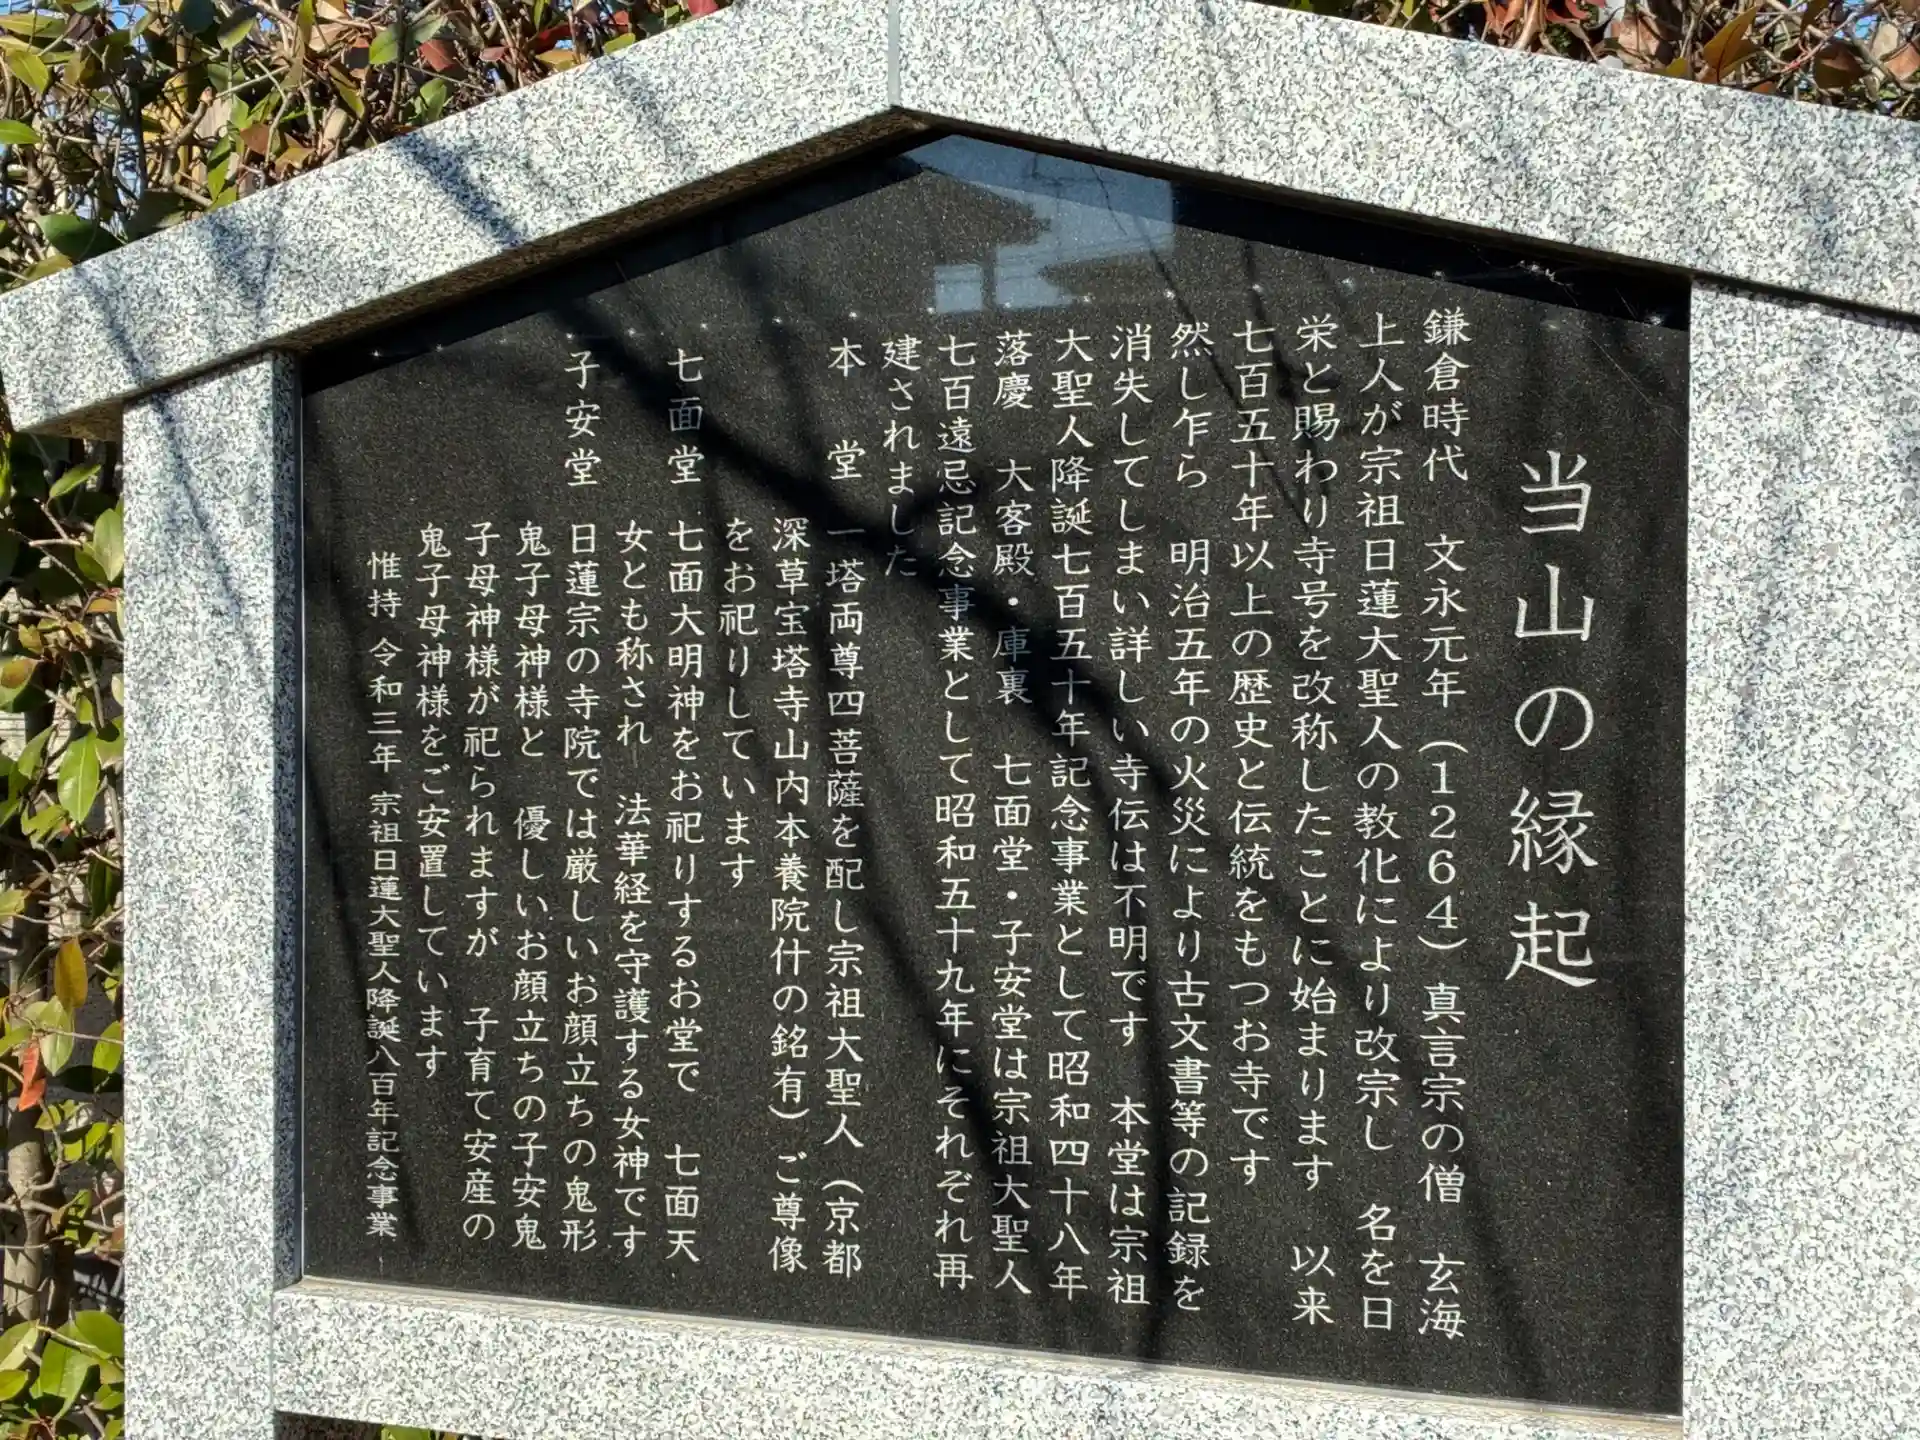 当山の縁起
鎌倉時代　文永元年（1264）真言宗の僧　玄海
上人が宗祖日蓮大聖人の教化により改宗し　名を日
栄と賜わり寺号を改称したことに始まります　以来
七百五十年以上の歴史と伝統をもつお寺です
然し乍ら　明治五年の火災により古文書等の記録を
消失してしまい詳しい寺伝は不明です　本堂は宗祖
大聖人降誕七百五十年記念事業として昭和四十八年
落慶　大客殿・庫裏　七面堂・子安堂は宗祖大聖人
七百遠忌記念事業として昭和五十九年にそれぞれ再
建されました
本　堂　一塔両尊四菩薩を配し宗祖大聖人（京都
深草宝塔寺山内本養院什の銘有）ご尊像
をお祀りしています
七面堂　七面大明神をお祀りするお堂で　七面天
女とも称され　法華経を守護する女神です
子安堂　日蓮宗の寺院では厳しいお顔立ちの鬼形
鬼子母神様と　優しいお顔立ちの子安鬼
子母神様が祀られますが　子育て安産の
鬼子母神様をご安置しています
惟持 令和三年 宗祖日蓮大聖人降誕八百年記念事業